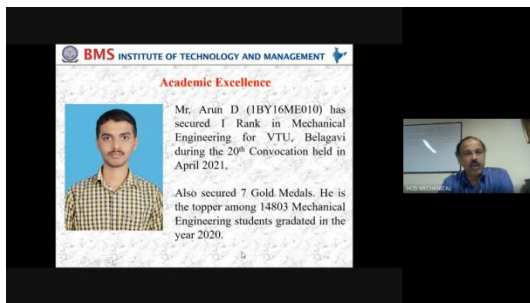 BMS INSTITUTE OF TECHNOLOGY AND MANAGEMENT
Academic Excellence
Mr. Arun D (1BY16ME010) has
secured I Rank in Mechanical
Engineering for VTU, Belagavi
during the 20th Convocation held in
April 2021.
Also secured 7 Gold Medals. He is
the topper among 14803 Mechanical
Engineering students gradated in the
year 2020.
HOD MECHANICAL